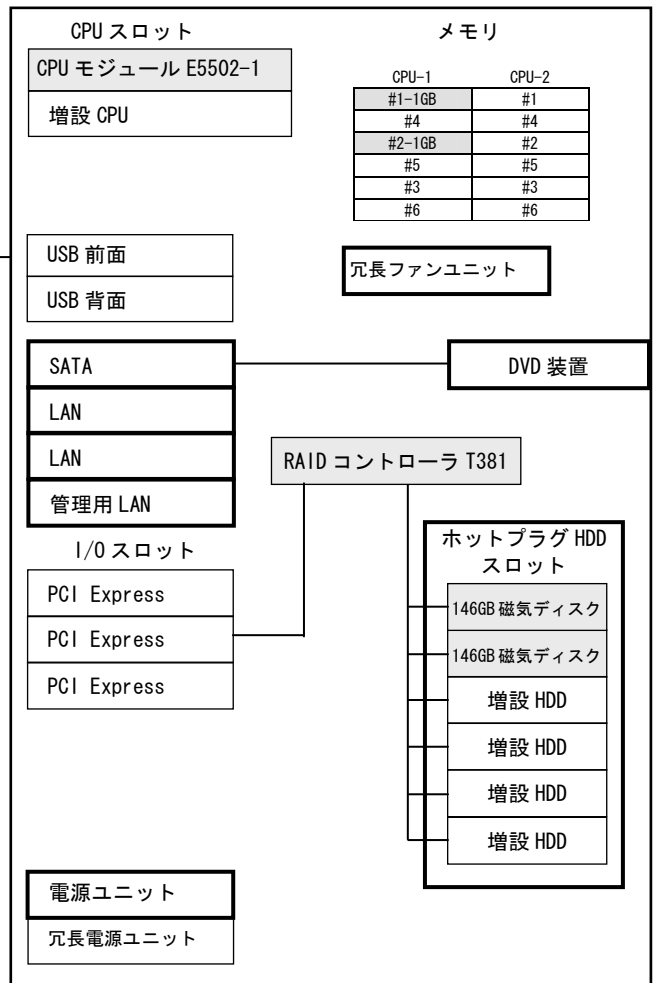 CPU スロット
CPU モジュール E5502-1
増設 CPU
メモリ
CPU-1 CPU-2
#1-1GB #1
#4 #4
#2-1GB #2
#5 #5
#3 #3
#6 #6
USB 前面
USB 背面
冗長ファンユニット
SATA
DVD 装置
LAN
LAN
管理用 LAN
RAID コントローラ T381
I/O スロット
PCI Express
PCI Express
PCI Express
ホットプラグ HDD
スロット
146GB 磁気ディスク
146GB 磁気ディスク
増設 HDD
増設 HDD
増設 HDD
増設 HDD
電源ユニット
冗長電源ユニット